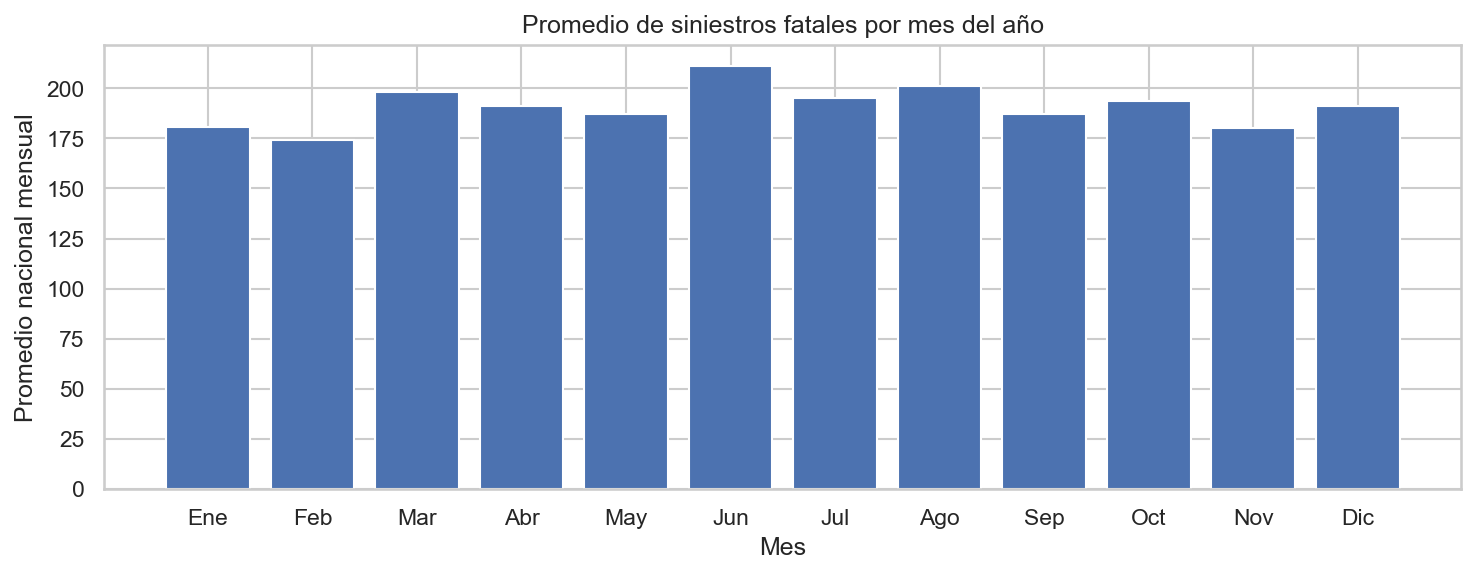 Promedio de siniestros fatales por mes del año
Promedio nacional mensual
200
175
150
125
100
75
50
25
0
Ene Feb Mar Abr May Jun Jul Ago Sep Oct Nov Dic
Mes